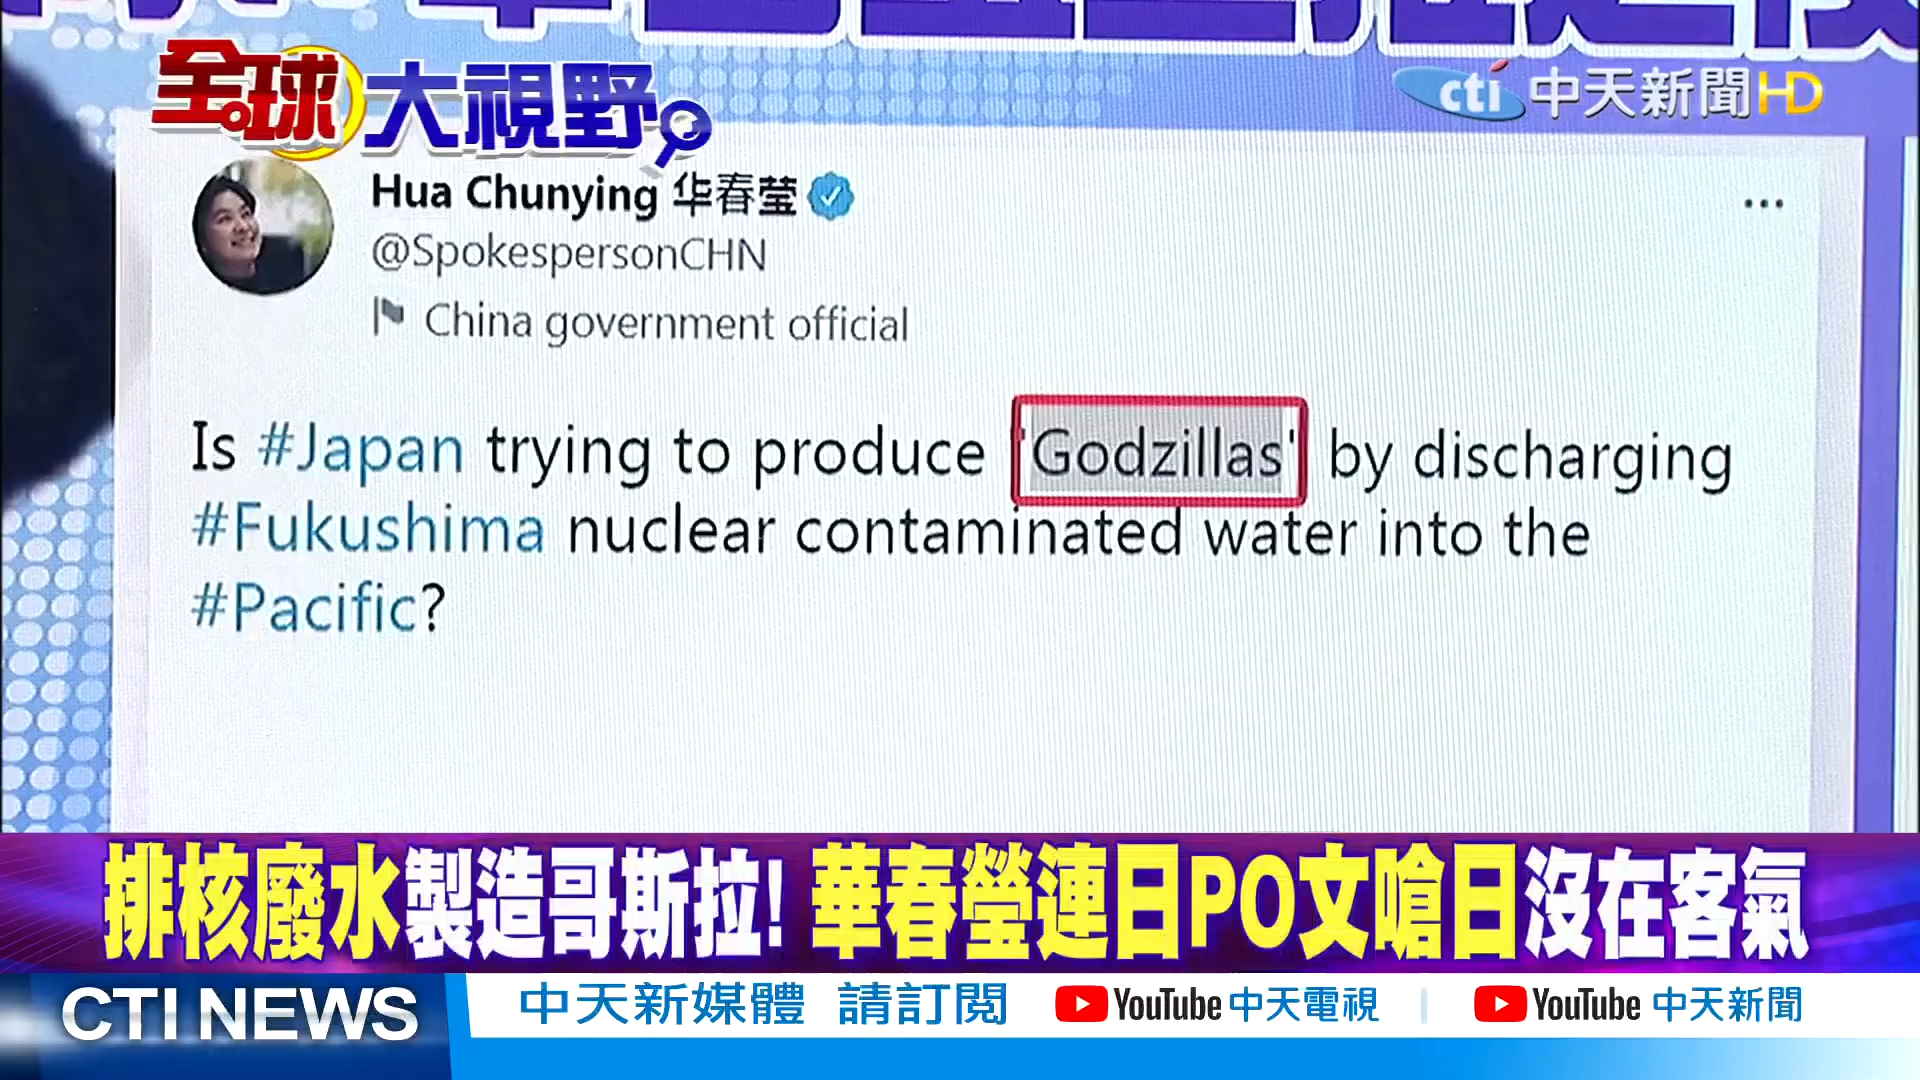 全球大視野
cti 中天新聞HD
Hua Chunying 华春莹
@SpokespersonCHN
China government official
Is #Japan trying to produce 'Godzillas' by discharging
#Fukushima nuclear contaminated water into the
#Pacific?
排核廢水製造哥斯拉! 華春瑩連日PO文嗆日沒在客氣
CTI NEWS
中天新媒體 請訂閱 YouTube 中天電視 | YouTube 中天新聞